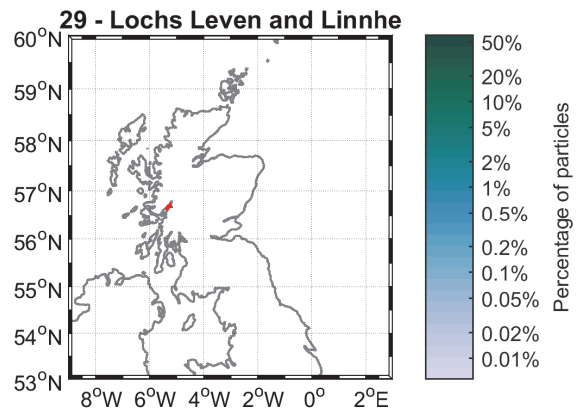 29 - Lochs Leven and Linnhe
60°N
59°N
58°N
57°N
56°N
55°N
54°N
53°N
8°W 6°W 4°W 2°W 0° 2°E
50%
20%
10%
5%
2%
1%
0.5%
0.2%
0.1%
0.05%
0.02%
0.01%
Percentage of particles